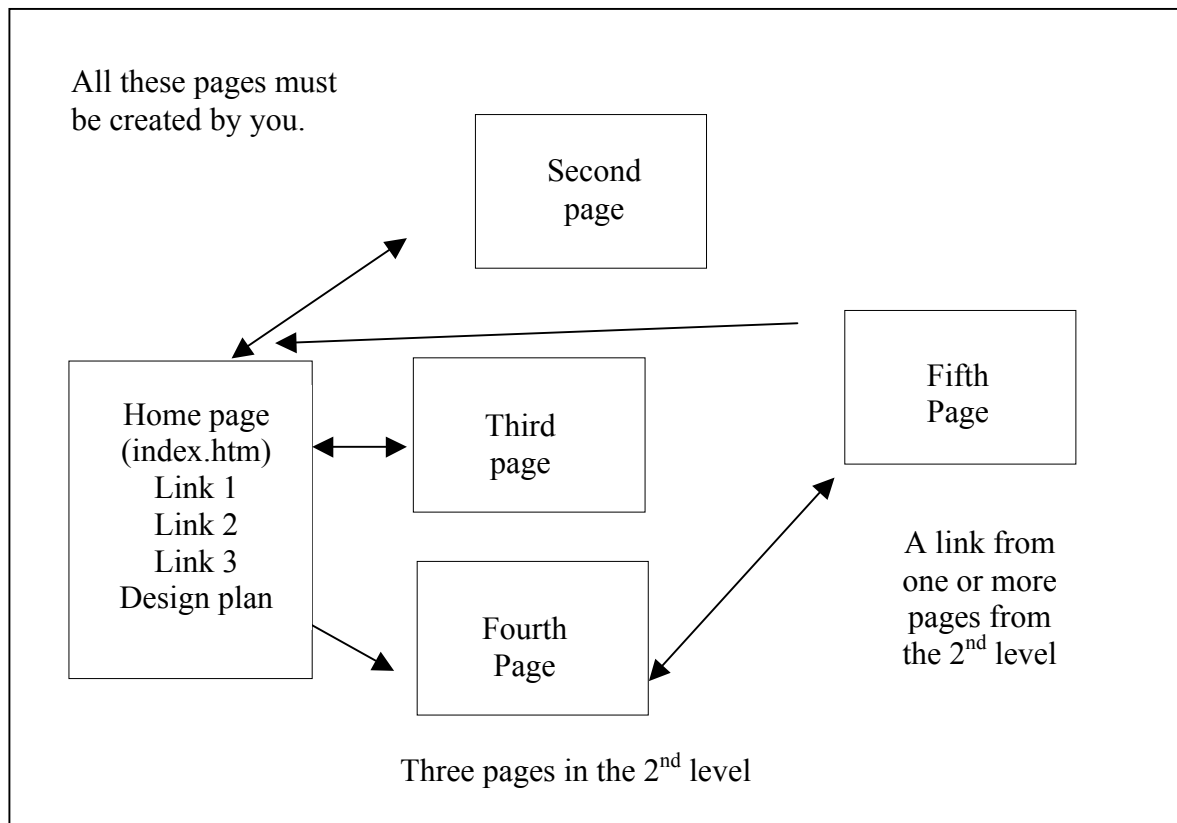 All these pages must
be created by you.
Second
page
Fifth
Page
Home page
(index.htm)
Link 1
Link 2
Link 3
Design plan
Third
page
Fourth
Page
A link from
one or more
pages from
the 2nd level
Three pages in the 2nd level